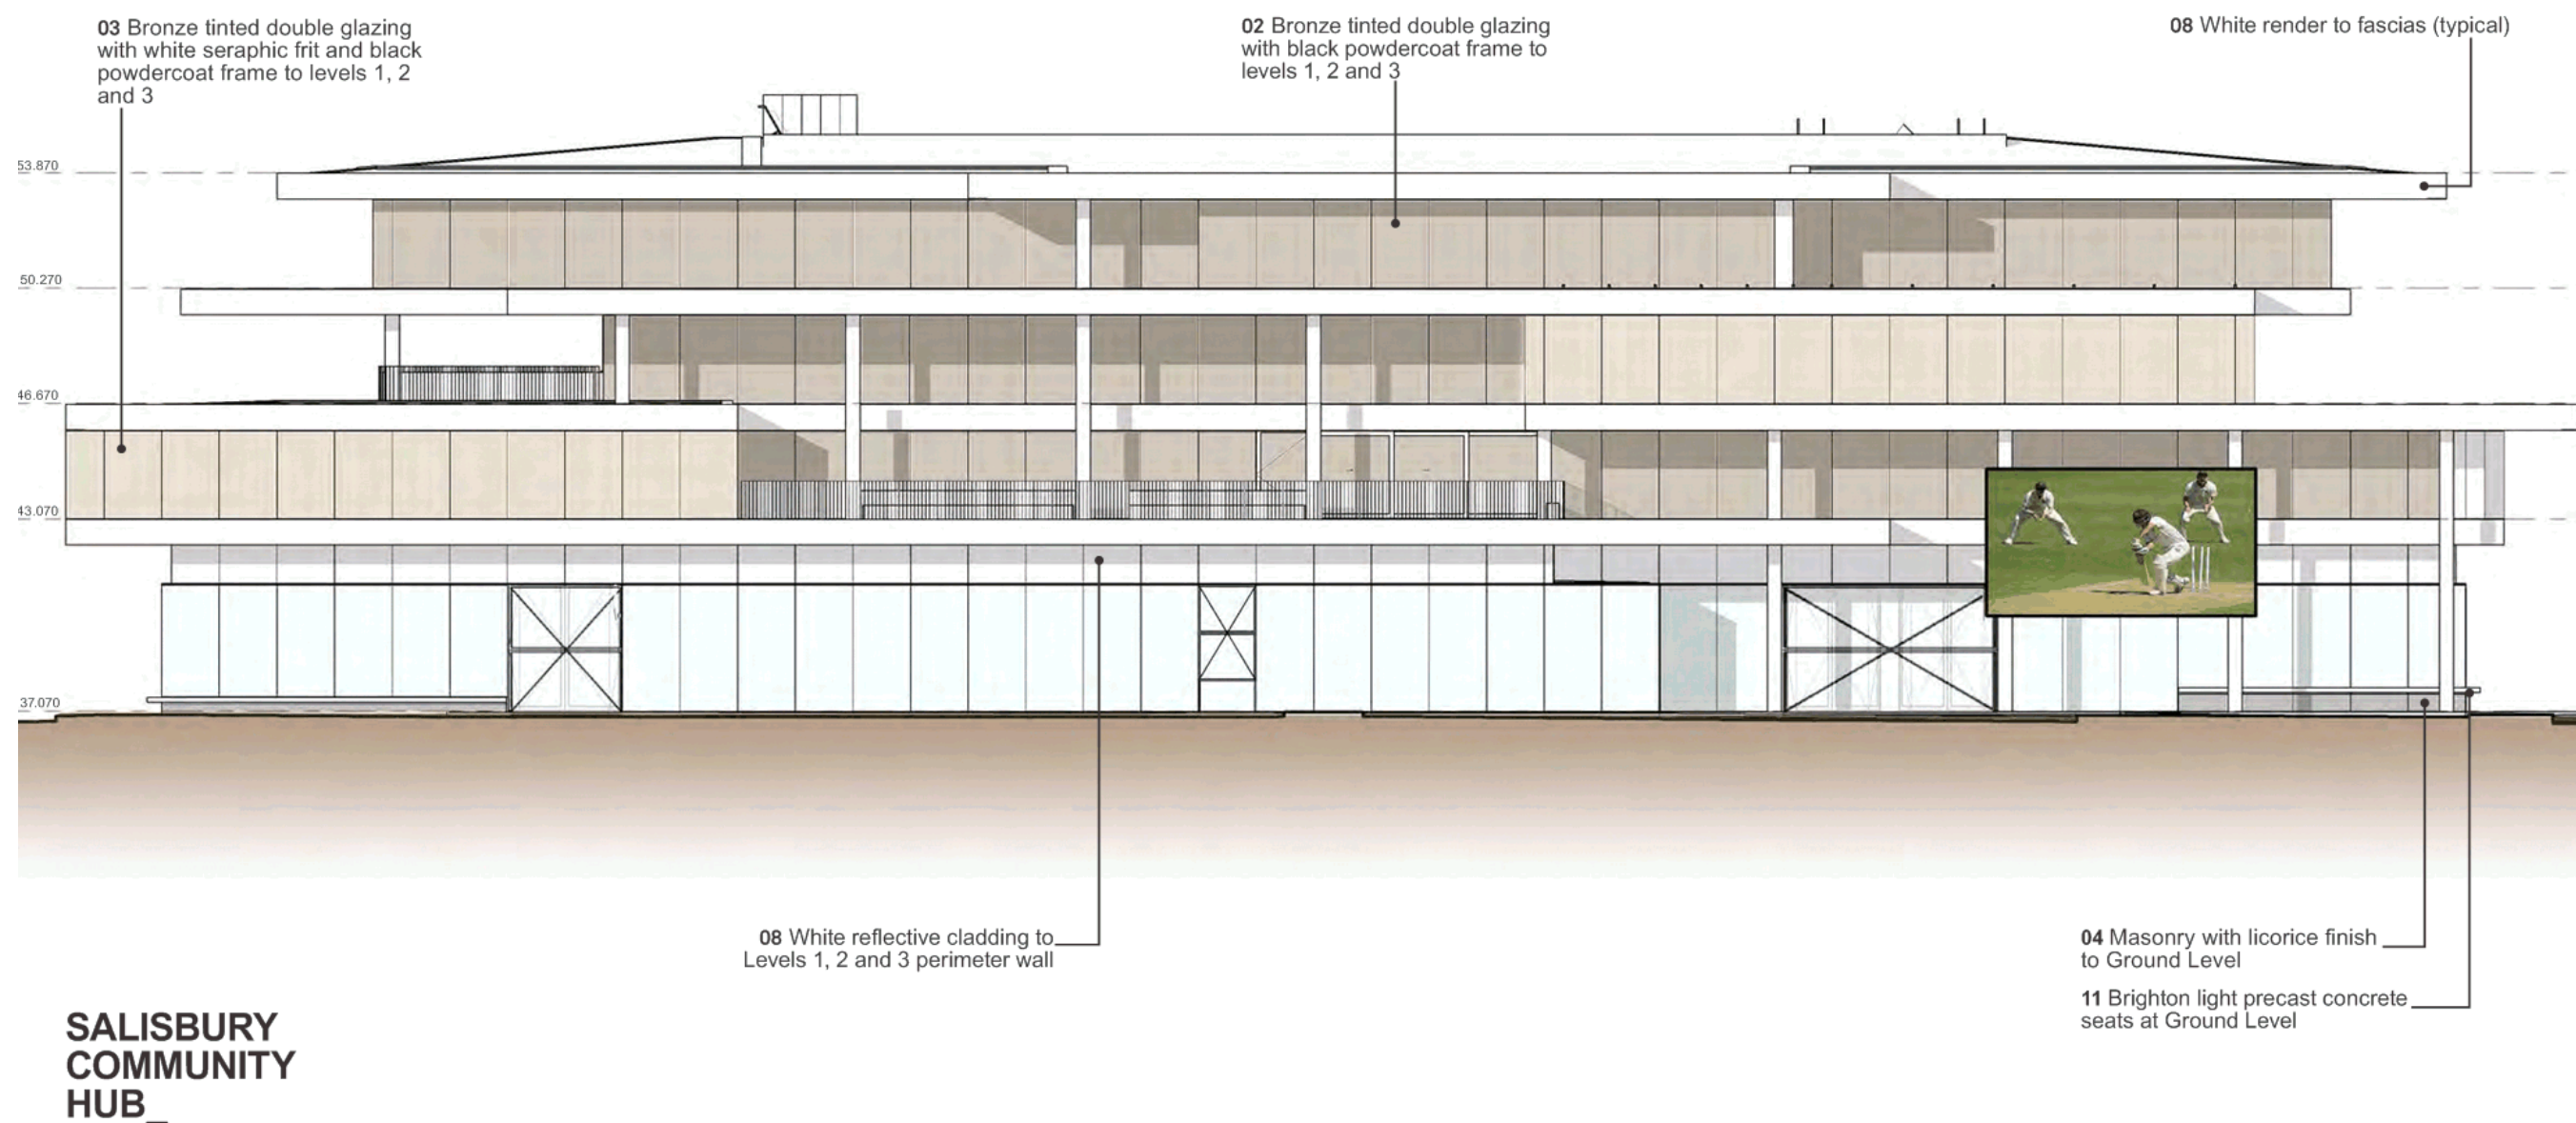 03 Bronze tinted double glazing
with white seraphic frit and black
powdercoat frame to levels 1, 2
and 3
02 Bronze tinted double glazing
with black powdercoat frame to
levels 1, 2 and 3
08 White render to fascias (typical)
53.870
50.270
46.670
43.070
37.070
08 White reflective cladding to
Levels 1, 2 and 3 perimeter wall
04 Masonry with licorice finish
to Ground Level
11 Brighton light precast concrete
seats at Ground Level
SALISBURY
COMMUNITY
HUB_